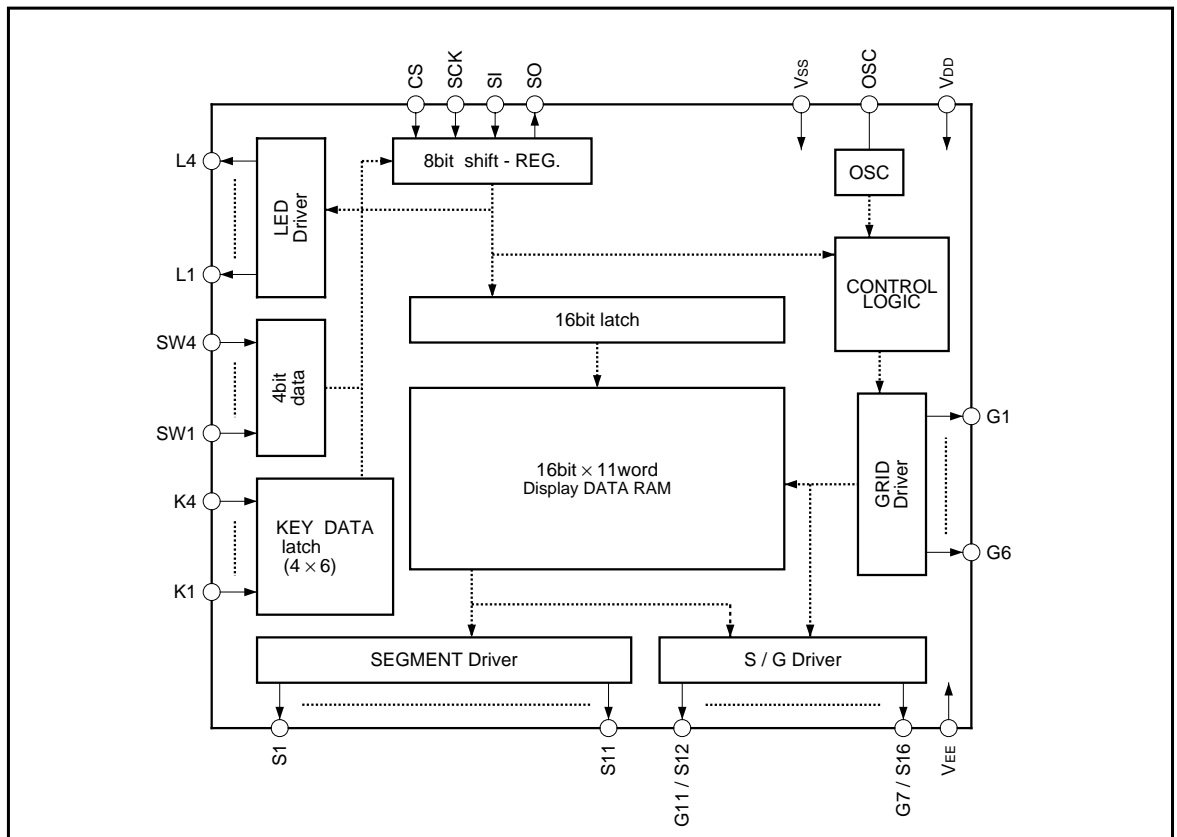 CS
SCK
SI
SO
VSS
OSC
VDD
8bit shift - REG.
OSC
L4
LED
Driver
L1
CONTROL
LOGIC
16bit latch
SW4
4bit
data
SW1
G1
16bit × 11word
Display DATA RAM
GRID
Driver
K4
KEY DATA
latch
(4 × 6)
K1
G6
SEGMENT Driver
S / G Driver
S1
S11
G11 / S12
G7 / S16
VEE